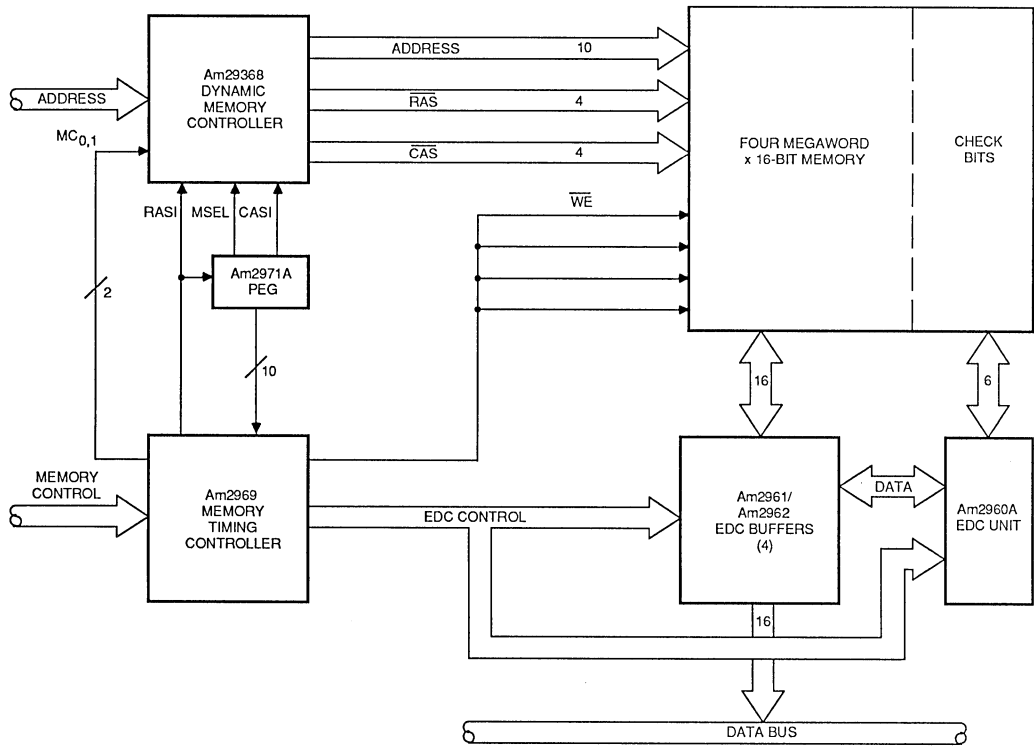 Am29368
DYNAMIC
MEMORY
CONTROLLER
ADDRESS
MC0,1
ADDRESS 10
RAS 4
CAS 4
FOUR MEGAWORD
x 16-BIT MEMORY
CHECK
BITS
WE
RASI MSEL CASI
Am2971A
PEG
2
10
16
6
MEMORY
CONTROL
Am2969
MEMORY
TIMING
CONTROLLER
EDC CONTROL
Am2961/
Am2962
EDC BUFFERS
(4)
DATA
Am2960A
EDC UNIT
16
DATA BUS